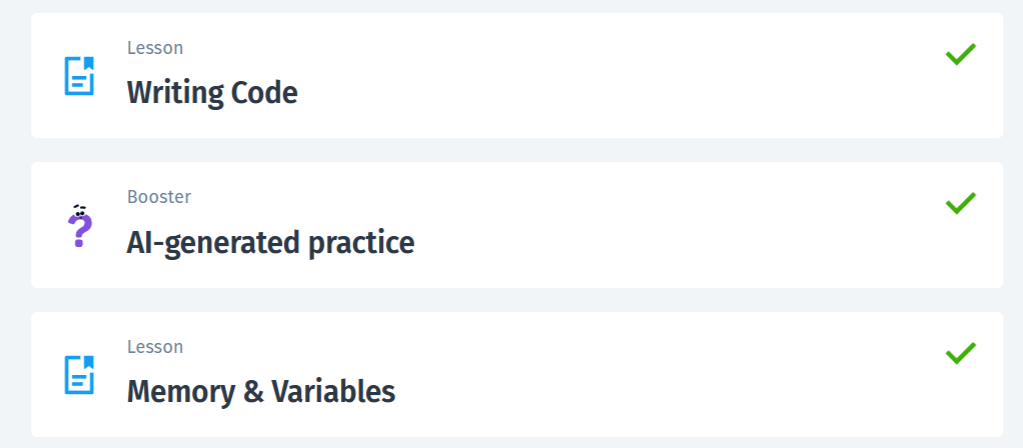 Lesson
Writing Code
Booster
AI-generated practice
Lesson
Memory & Variables